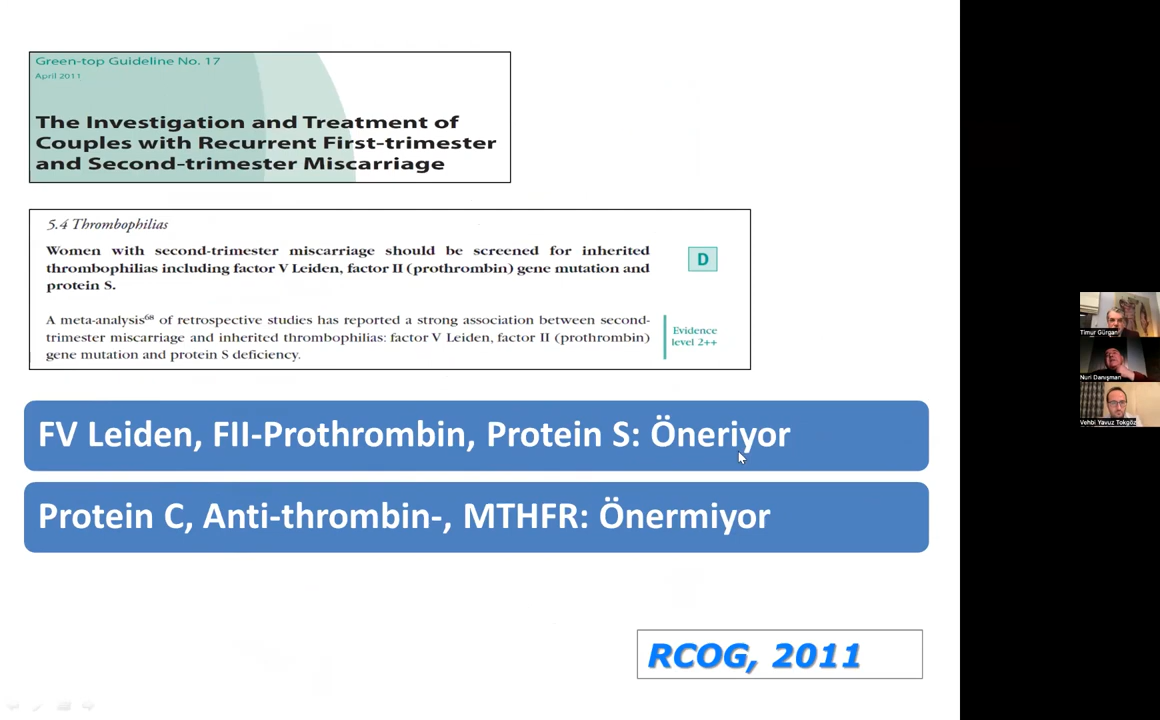 Green-top Guideline No. 17
April 2011
The Investigation and Treatment of
Couples with Recurrent First-trimester
and Second-trimester Miscarriage
5.4 Thrombophilias
Women with second-trimester miscarriage should be screened for inherited
thrombophilias including factor V Leiden, factor II (prothrombin) gene mutation and
protein S.
D
A meta-analysis68 of retrospective studies has reported a strong association between second-
trimester miscarriage and inherited thrombophilias: factor V Leiden, factor II (prothrombin)
gene mutation and protein S deficiency.
Evidence
level 2++
FV Leiden, FII-Prothrombin, Protein S: Öneriyor
Protein C, Anti-thrombin-, MTHFR: Önermiyor
RCOG, 2011
Timur Gürgan
Nuri Danışman
Vehbi Yavuz Tokgöz